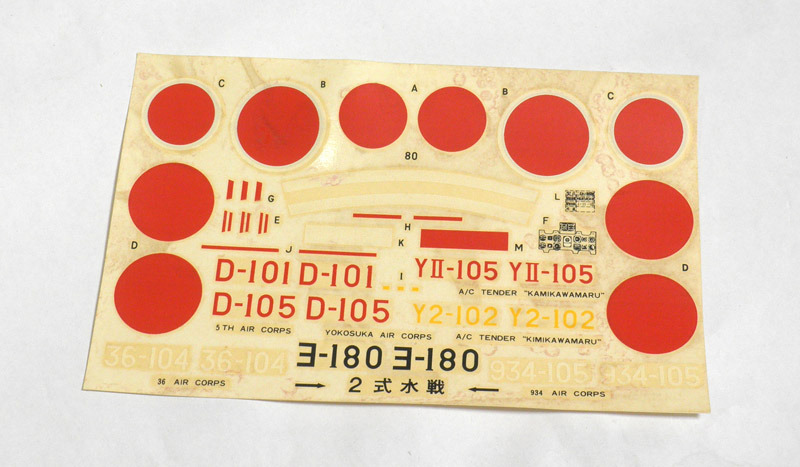 C B A B C
80
G L
E F
H
D K M D
J
D-101 D-101 I YII-105 YII-105
A/C TENDER "KAMIKAWAMARU"
D-105 D-105 Y2-102 Y2-102
5TH AIR CORPS YOKOSUKA AIR CORPS A/C TENDER "KIMIKAWAMARU"
36-104 36-104 ヨ-180 ヨ-180 934-105 934-105
36 AIR CORPS → 2式水戦 ← 934 AIR CORPS